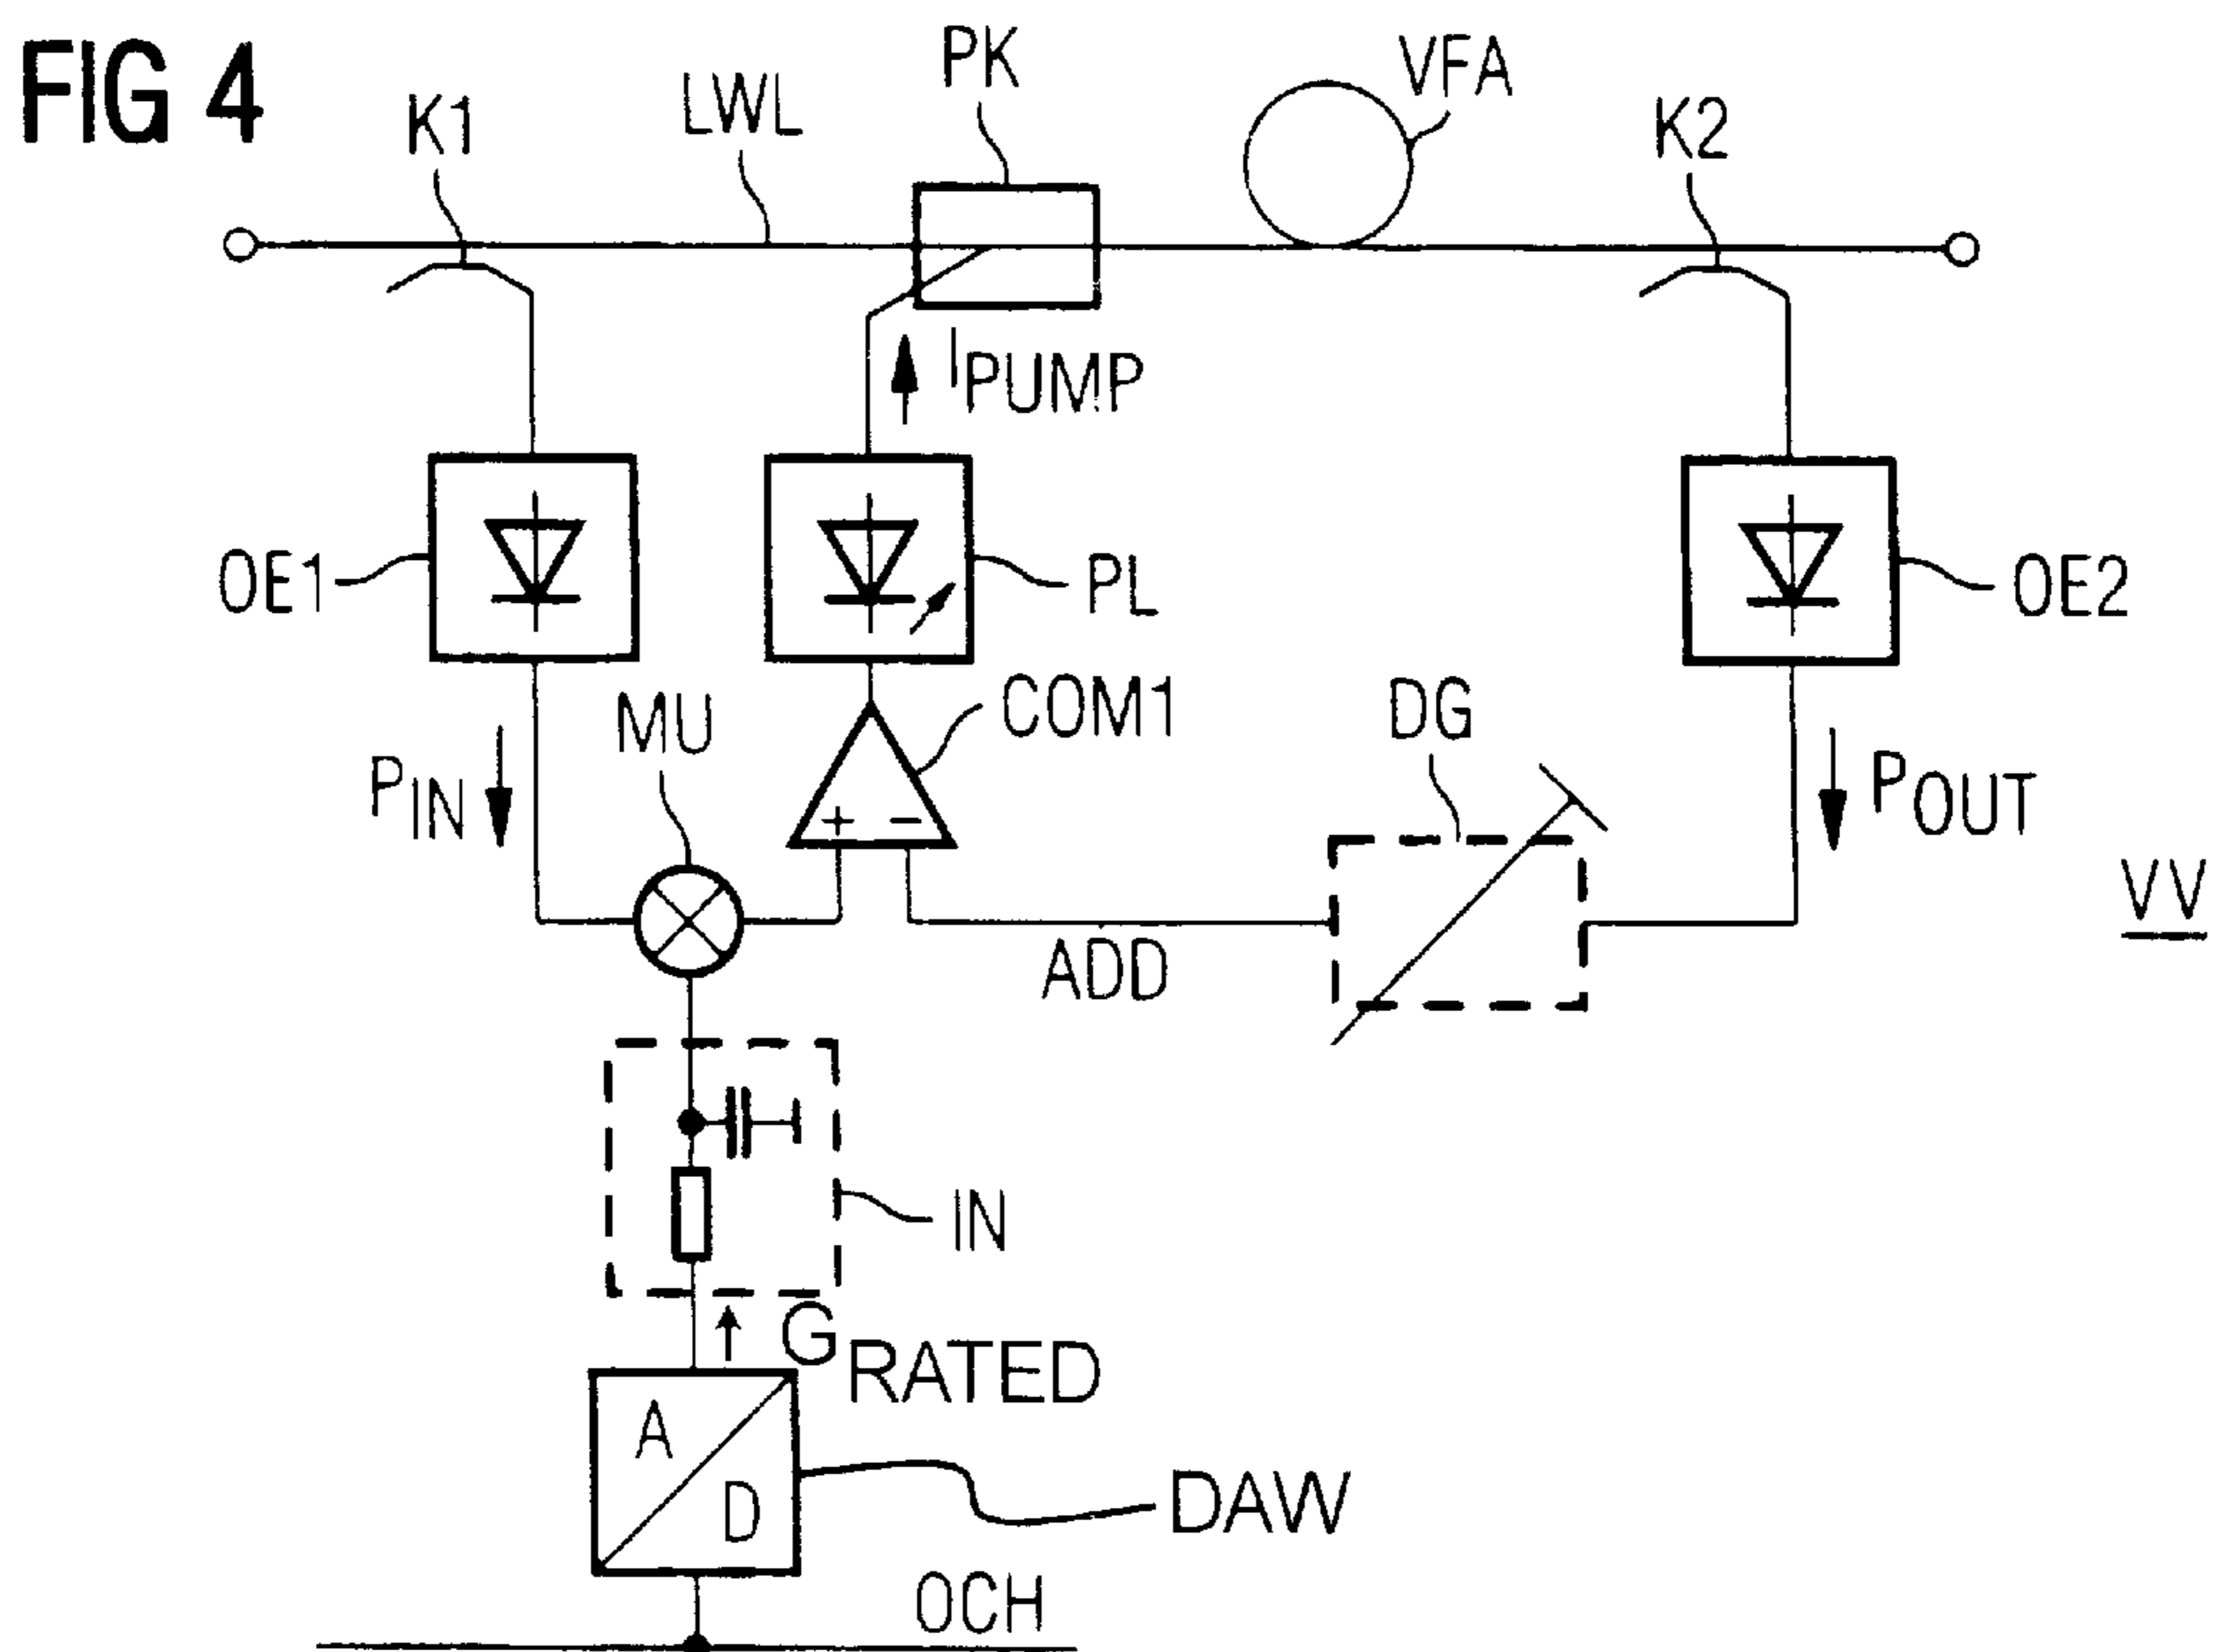 FIG 4
K1
LWL
PK
VFA
K2
IPUMP
OE1
PL
OE2
MU
COM1
DG
PIN
POUT
+ −
VV
ADD
IN
GRATED
A
D
DAW
OCH